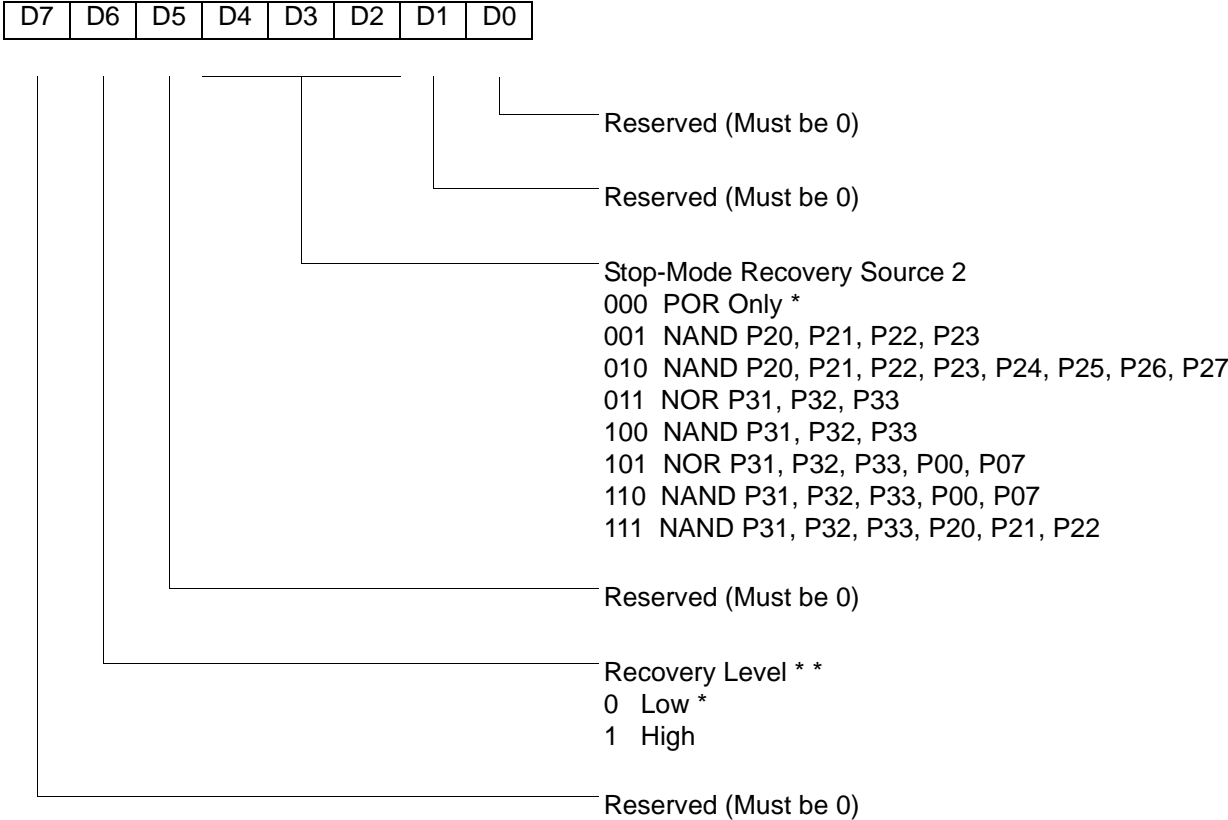 D7 D6 D5 D4 D3 D2 D1 D0
Reserved (Must be 0)
Reserved (Must be 0)
Stop-Mode Recovery Source 2
000 POR Only *
001 NAND P20, P21, P22, P23
010 NAND P20, P21, P22, P23, P24, P25, P26, P27
011 NOR P31, P32, P33
100 NAND P31, P32, P33
101 NOR P31, P32, P33, P00, P07
110 NAND P31, P32, P33, P00, P07
111 NAND P31, P32, P33, P20, P21, P22
Reserved (Must be 0)
Recovery Level * *
0 Low *
1 High
Reserved (Must be 0)